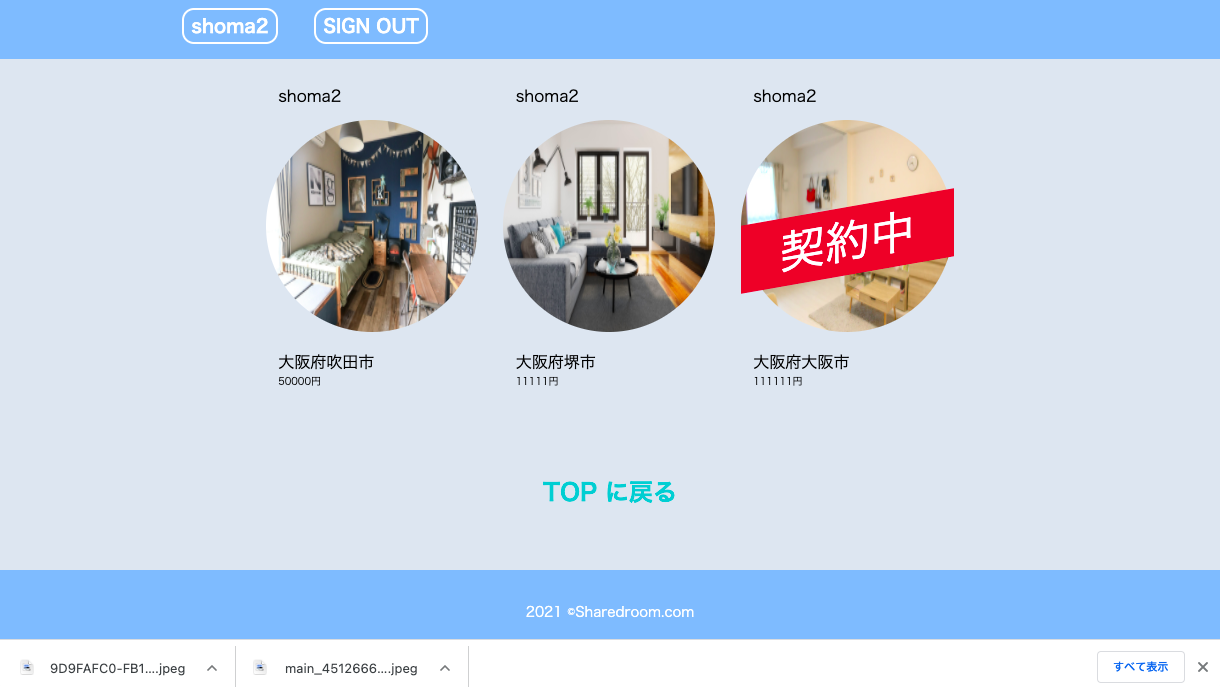 shoma2 SIGN OUT
shoma2 shoma2 shoma2
契約中
大阪府吹田市 大阪府堺市 大阪府大阪市
50000円 11111円 111111円
TOP に戻る
2021 ©Sharedroom.com
9D9FAFC0-FB1....jpeg main_4512666....jpeg すべて表示